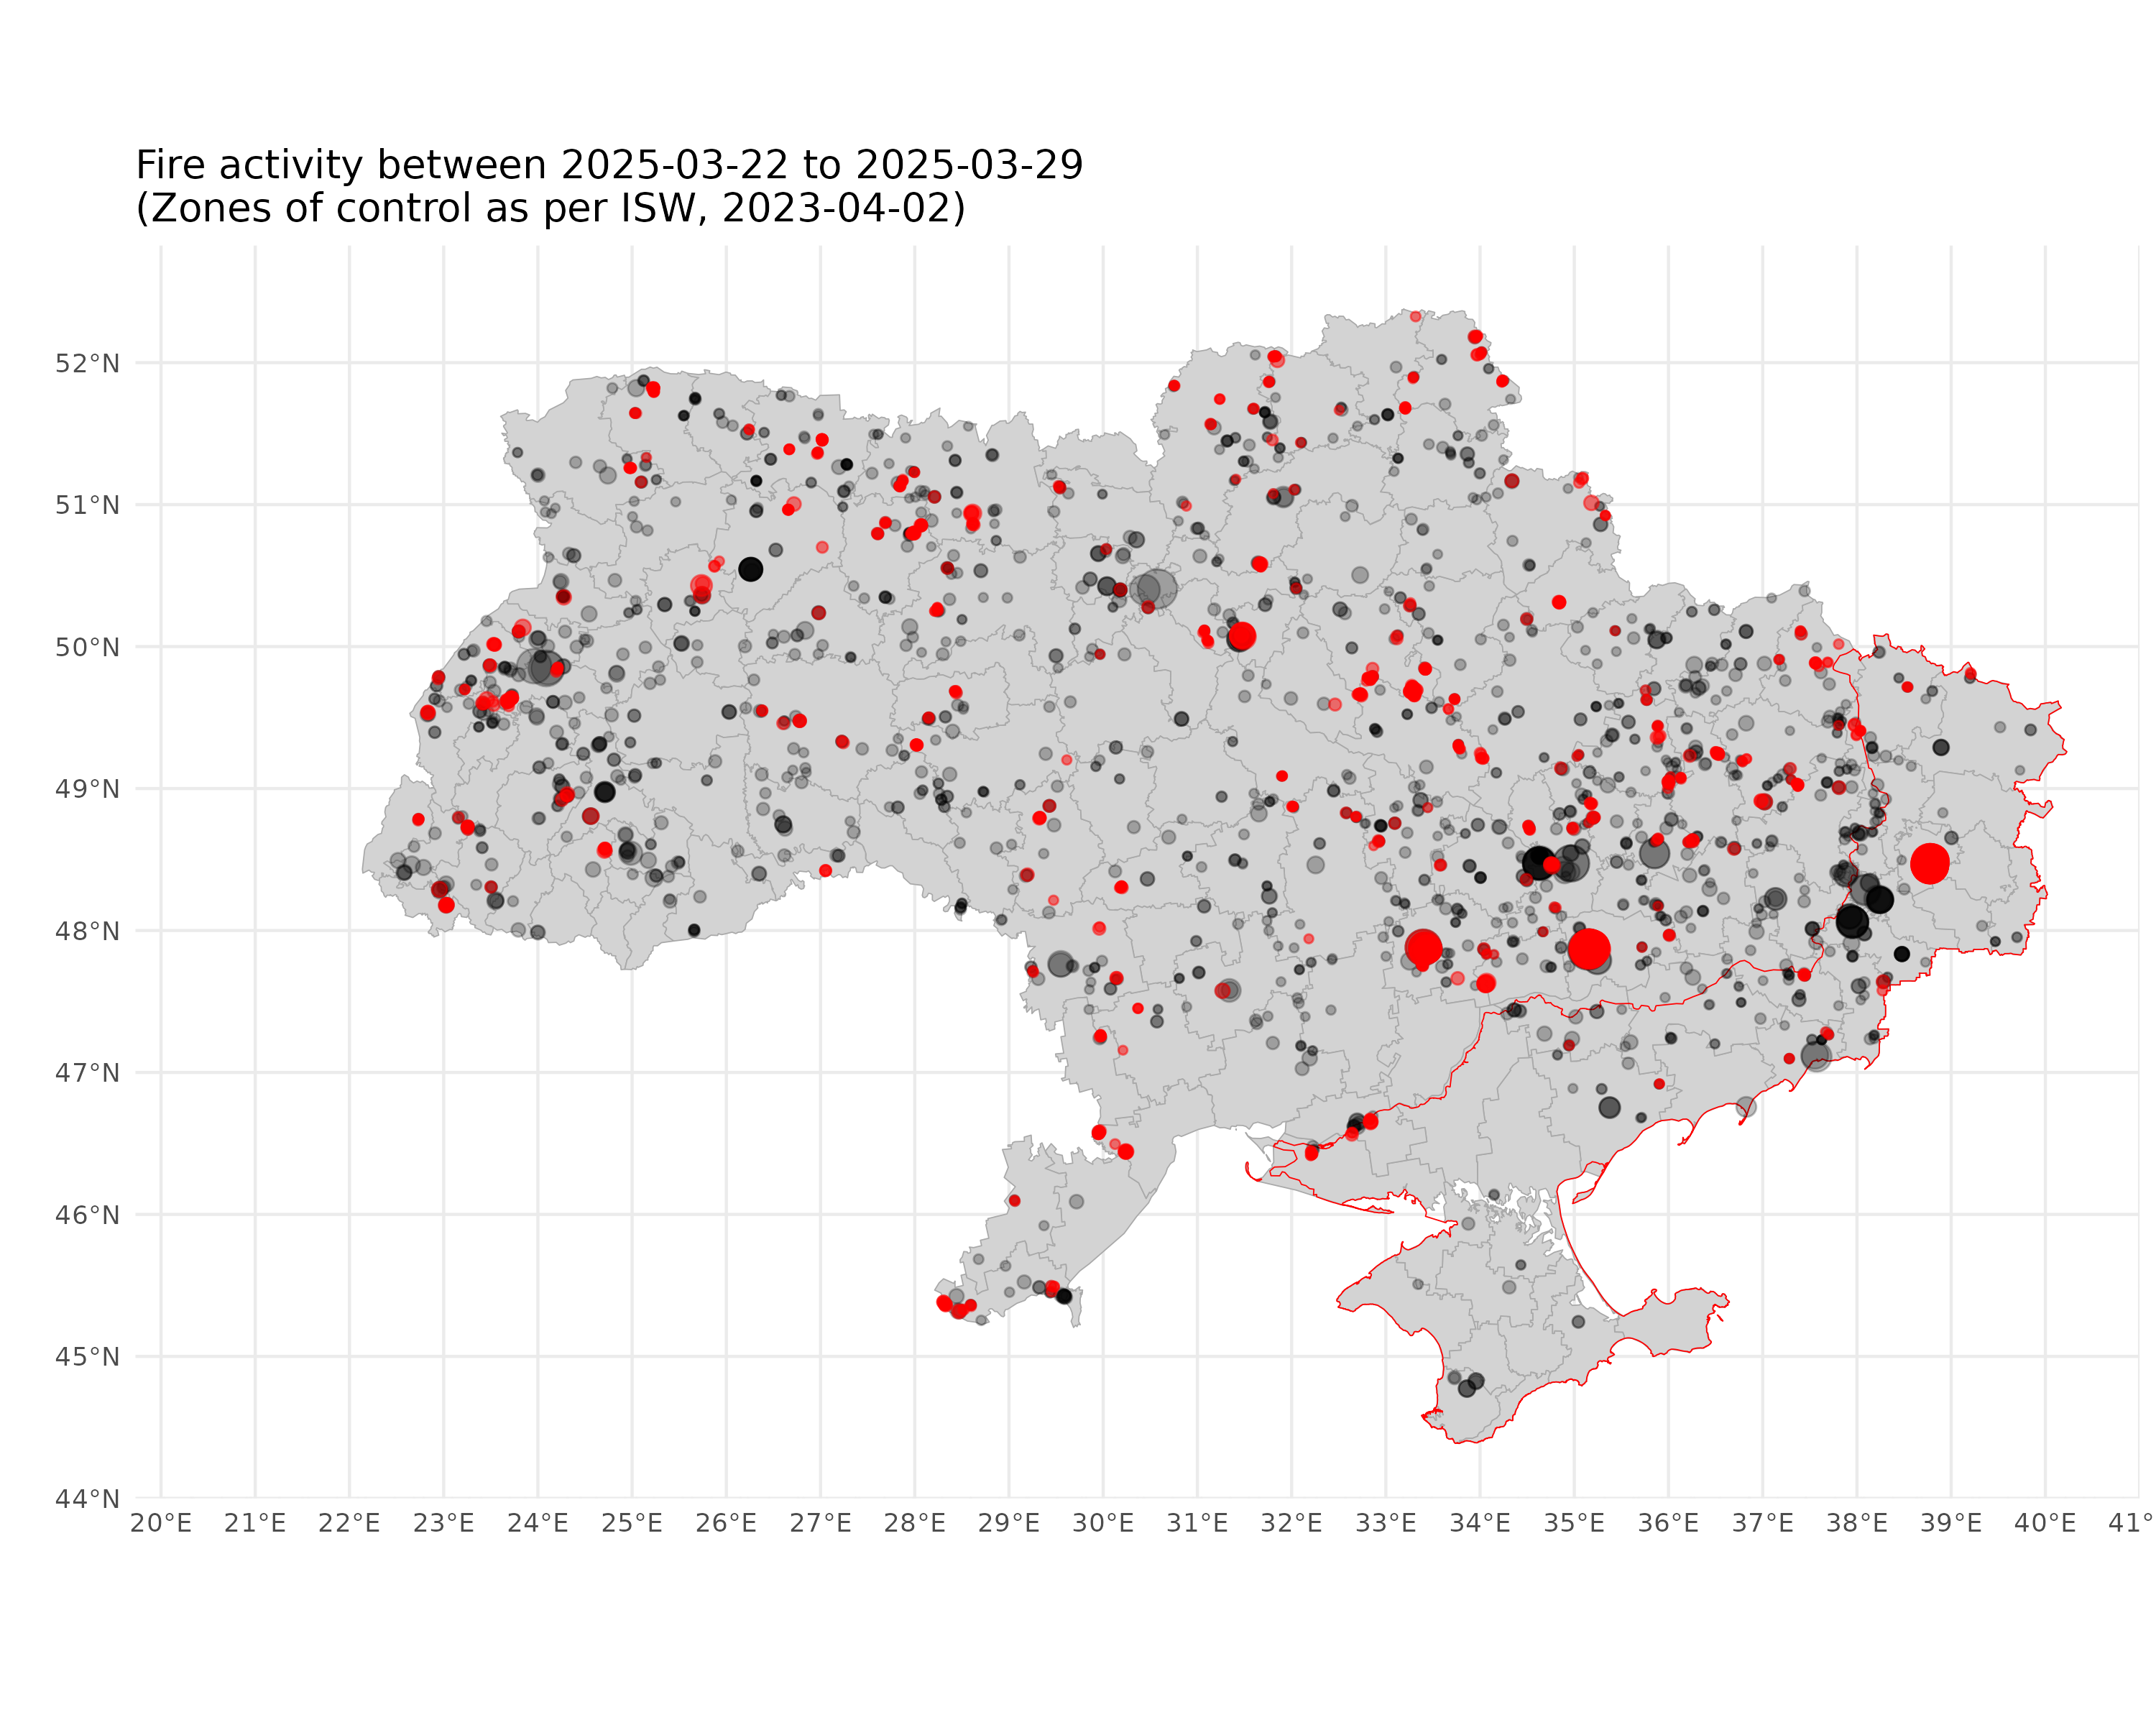 Fire activity between 2025-03-22 to 2025-03-29
(Zones of control as per ISW, 2023-04-02)
52°N
51°N
50°N
49°N
48°N
47°N
46°N
45°N
44°N
20°E 21°E 22°E 23°E 24°E 25°E 26°E 27°E 28°E 29°E 30°E 31°E 32°E 33°E 34°E 35°E 36°E 37°E 38°E 39°E 40°E 41°